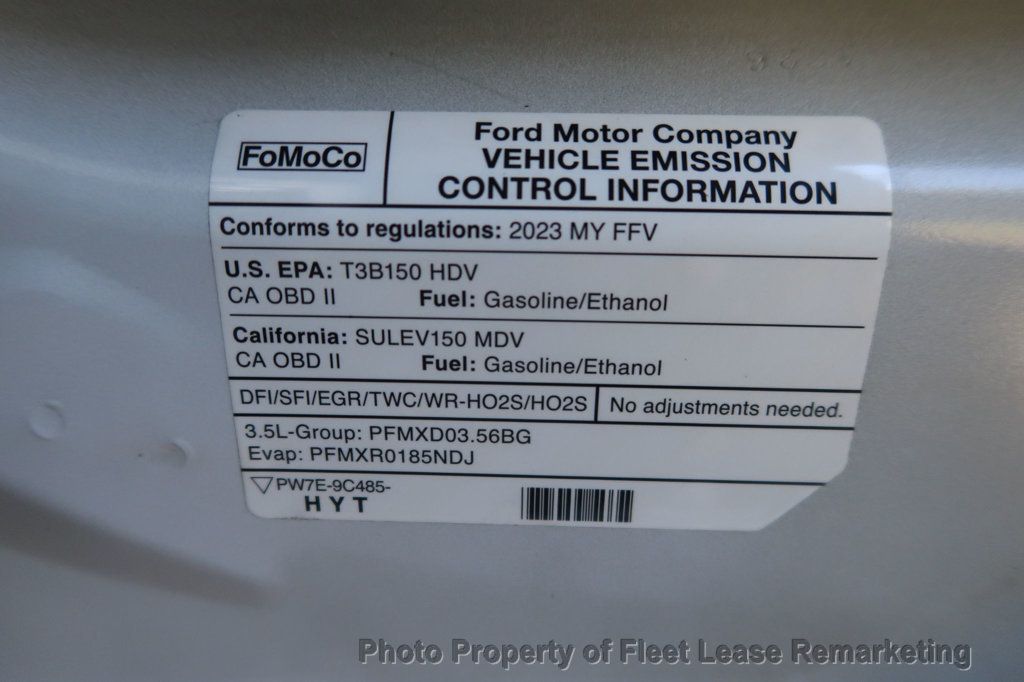 FoMoCo
Ford Motor Company
VEHICLE EMISSION
CONTROL INFORMATION
Conforms to regulations: 2023 MY FFV
U.S. EPA: T3B150 HDV
CA OBD II Fuel: Gasoline/Ethanol
California: SULEV150 MDV
CA OBD II Fuel: Gasoline/Ethanol
DFI/SFI/EGR/TWC/WR-HO2S/HO2S No adjustments needed.
3.5L-Group: PFMXD03.56BG
Evap: PFMXR0185NDJ
PW7E-9C485-
HYT
Photo Property of Fleet Lease Remarketing